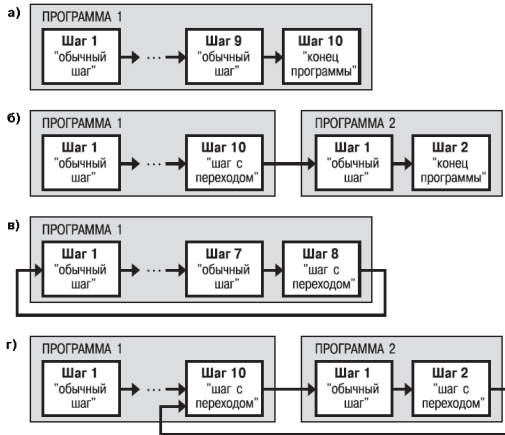 а)
ПРОГРАММА 1
Шаг 1
"обычный
шаг"
...
Шаг 9
"обычный
шаг"
Шаг 10
"конец
программы"
б)
ПРОГРАММА 1
Шаг 1
"обычный
шаг"
...
Шаг 10
"шаг с
переходом"
ПРОГРАММА 2
Шаг 1
"обычный
шаг"
Шаг 2
"конец
программы"
в)
ПРОГРАММА 1
Шаг 1
"обычный
шаг"
...
Шаг 7
"обычный
шаг"
Шаг 8
"шаг с
переходом"
г)
ПРОГРАММА 1
Шаг 1
"обычный
шаг"
...
Шаг 10
"шаг с
переходом"
ПРОГРАММА 2
Шаг 1
"обычный
шаг"
Шаг 2
"шаг с
переходом"